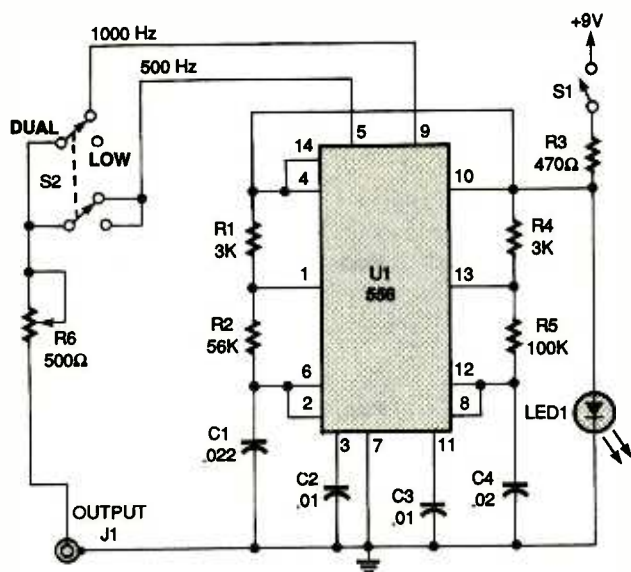 1000 Hz
500 Hz
+9V
S1
DUAL
LOW
S2
R3
470Ω
14
4
5
9
10
R1
3K
R4
3K
1
U1
556
13
R2
56K
R5
100K
R6
500Ω
6
2
12
8
LED1
C1
.022
3
7
11
C2
.01
C3
.01
C4
.02
OUTPUT
J1